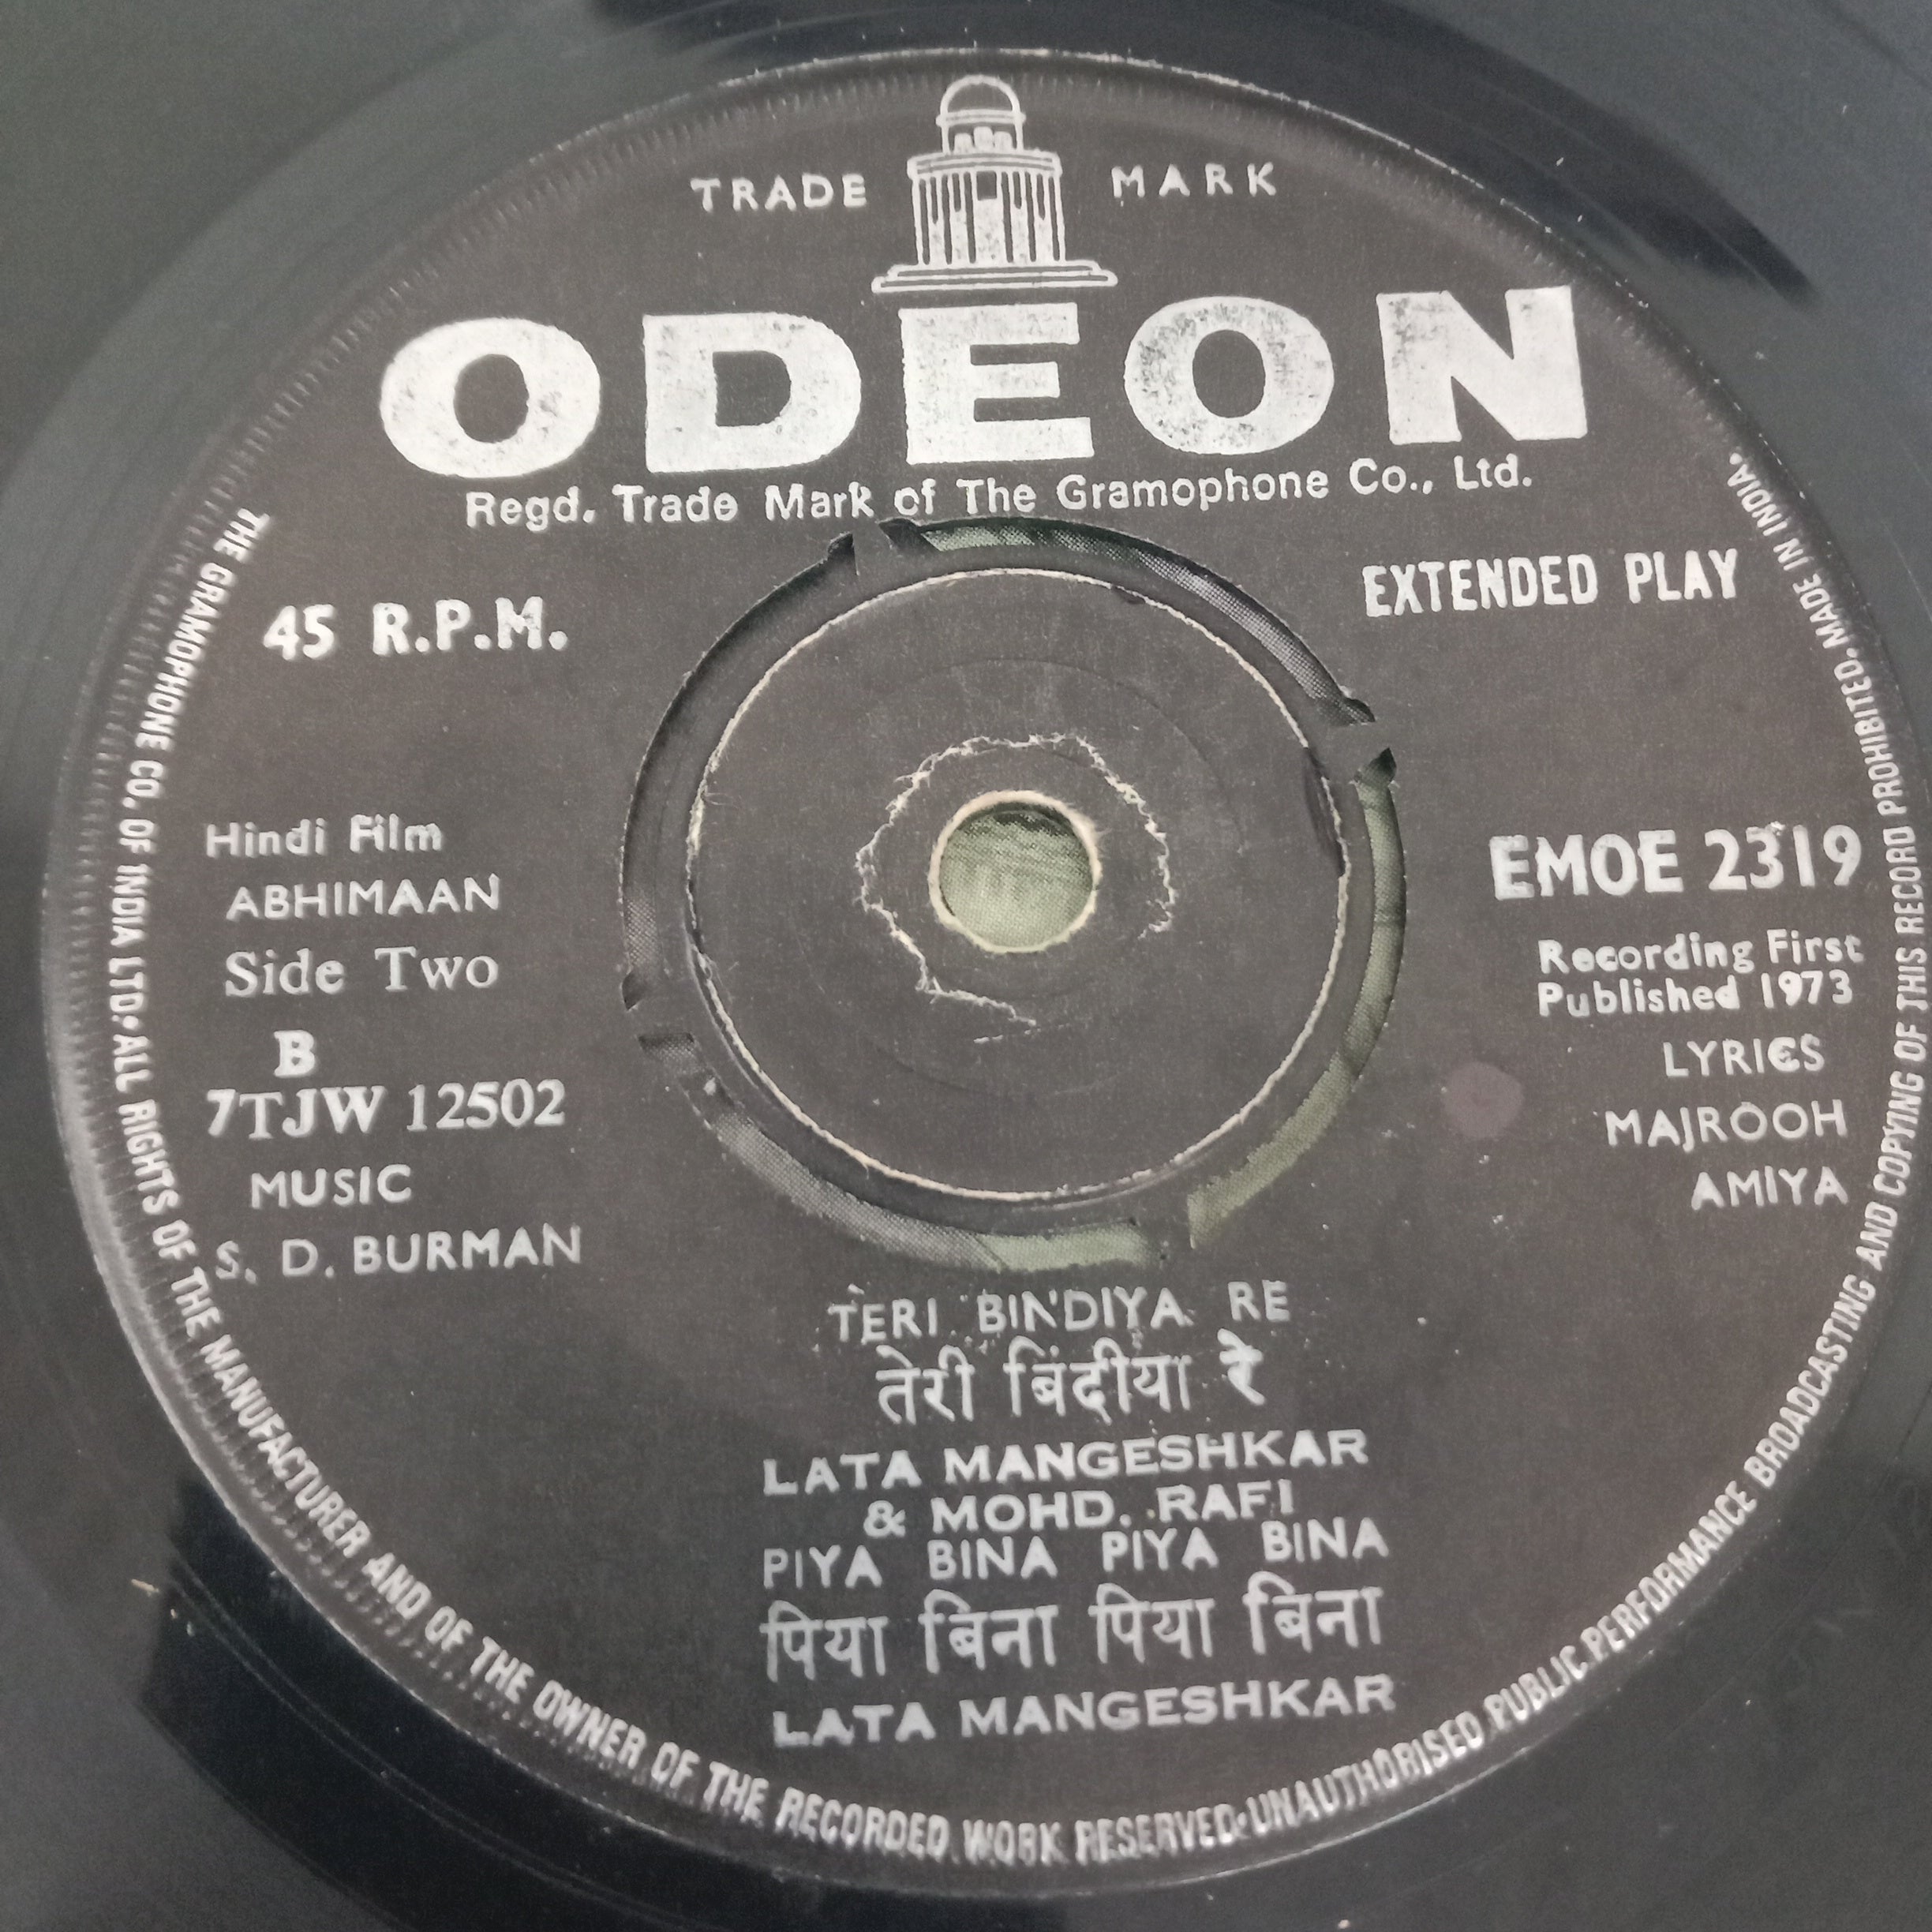 TRADE MARK
ODEON
Regd. Trade Mark of The Gramophone Co., Ltd.
45 R.P.M.
EXTENDED PLAY
Hindi Film
ABHIMAAN
Side Two
B
7TJW 12502
MUSIC
S. D. BURMAN
EMOE 2319
Recording First
Published 1973
LYRICS
MAJROOH
AMIYA
TERI BINDIYA RE
तेरी बिंदीया रे
LATA MANGESHKAR
& MOHD. RAFI
PIYA BINA PIYA BINA
पिया बिना पिया बिना
LATA MANGESHKAR
THE GRAMOPHONE CO. OF INDIA LTD. ALL RIGHTS OF THE MANUFACTURER AND OF THE OWNER OF THE RECORDED WORK RESERVED. UNAUTHORISED PUBLIC PERFORMANCE BROADCASTING AND COPYING OF THIS RECORD PROHIBITED. MADE IN INDIA.